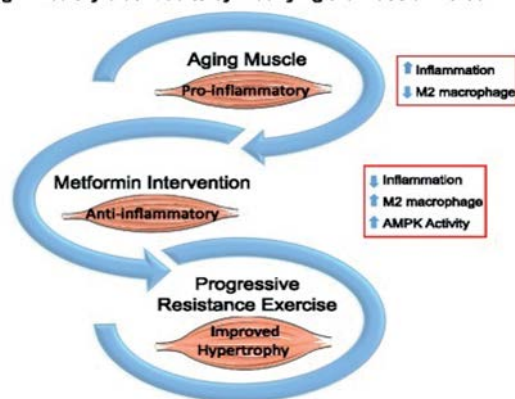 Aging Muscle
Pro-inflammatory
Inflammation
M2 macrophage
Metformin Intervention
Anti-inflammatory
Inflammation
M2 macrophage
AMPK Activity
Progressive
Resistance Exercise
Improved
Hypertrophy